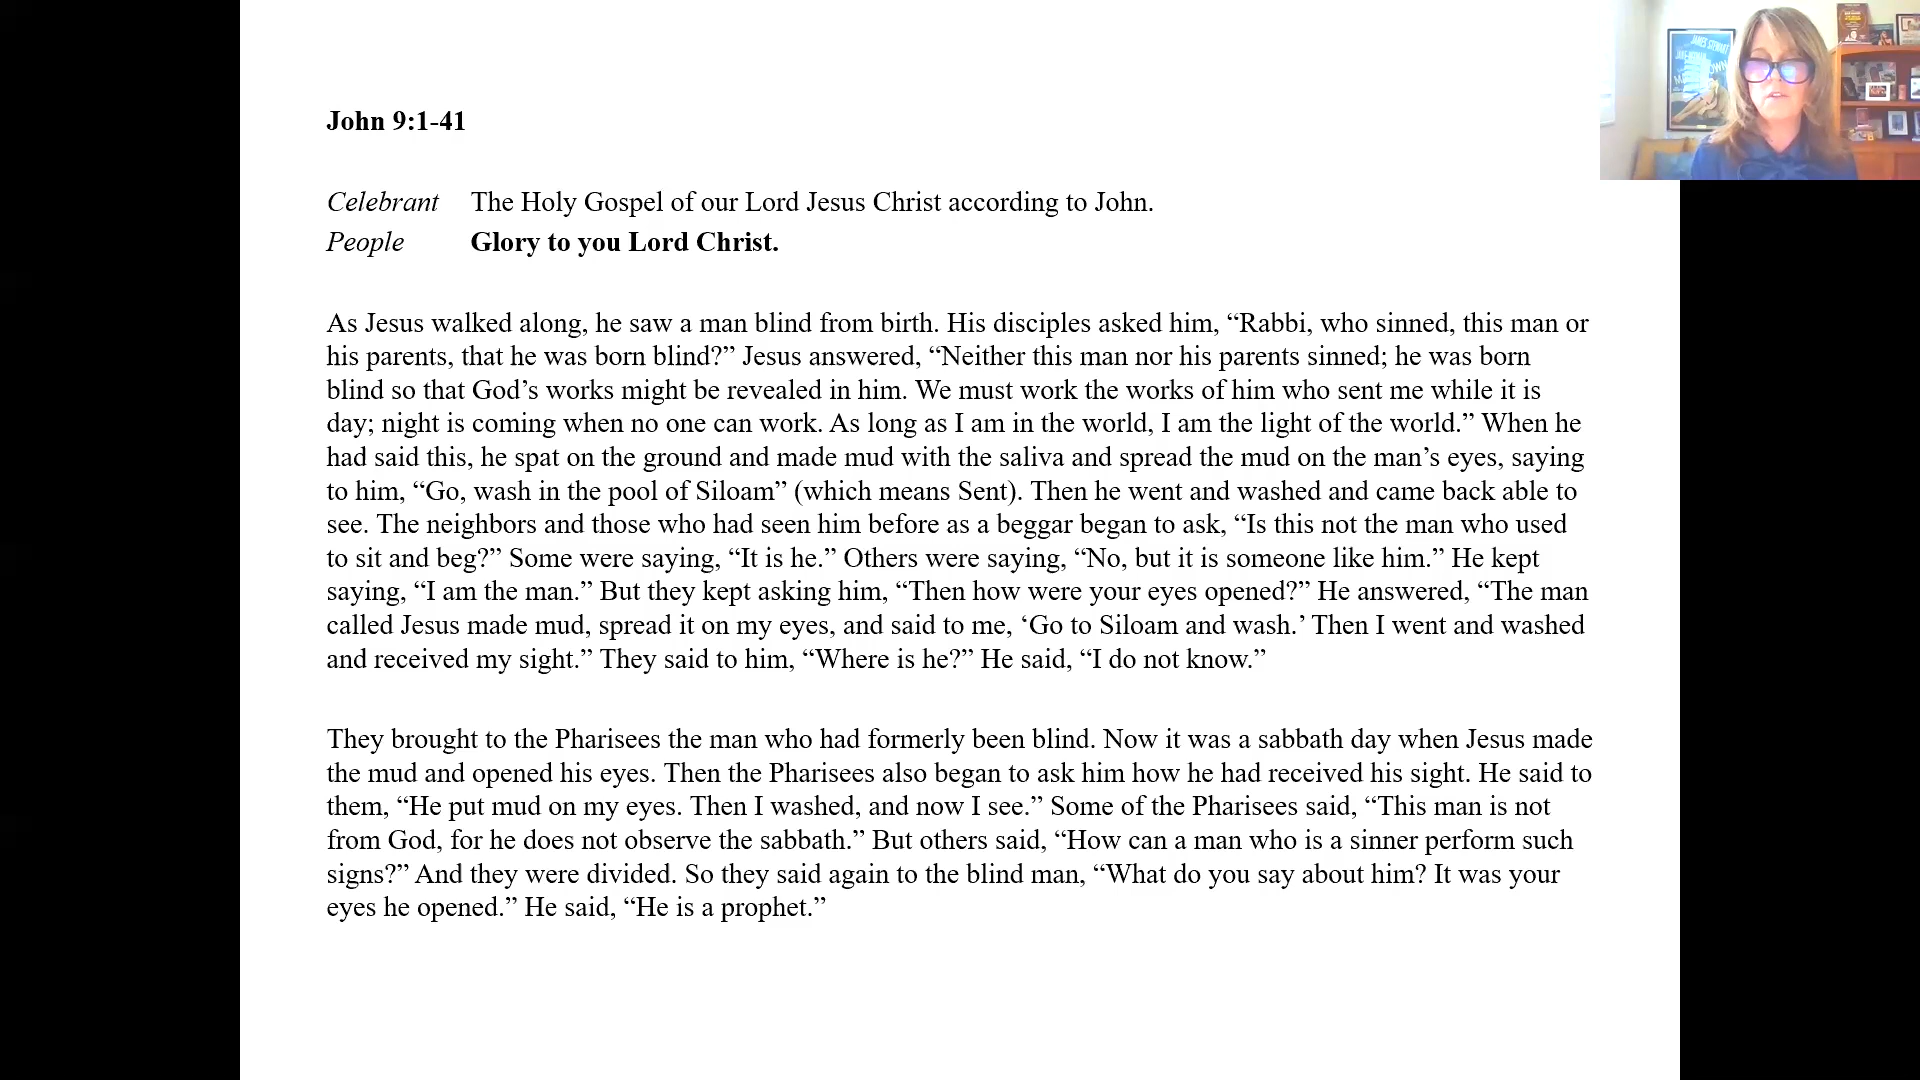 John 9:1-41
Celebrant The Holy Gospel of our Lord Jesus Christ according to John.
People Glory to you Lord Christ.
As Jesus walked along, he saw a man blind from birth. His disciples asked him, “Rabbi, who sinned, this man or
his parents, that he was born blind?” Jesus answered, “Neither this man nor his parents sinned; he was born
blind so that God’s works might be revealed in him. We must work the works of him who sent me while it is
day; night is coming when no one can work. As long as I am in the world, I am the light of the world.” When he
had said this, he spat on the ground and made mud with the saliva and spread the mud on the man’s eyes, saying
to him, “Go, wash in the pool of Siloam” (which means Sent). Then he went and washed and came back able to
see. The neighbors and those who had seen him before as a beggar began to ask, “Is this not the man who used
to sit and beg?” Some were saying, “It is he.” Others were saying, “No, but it is someone like him.” He kept
saying, “I am the man.” But they kept asking him, “Then how were your eyes opened?” He answered, “The man
called Jesus made mud, spread it on my eyes, and said to me, ‘Go to Siloam and wash.’ Then I went and washed
and received my sight.” They said to him, “Where is he?” He said, “I do not know.”
They brought to the Pharisees the man who had formerly been blind. Now it was a sabbath day when Jesus made
the mud and opened his eyes. Then the Pharisees also began to ask him how he had received his sight. He said to
them, “He put mud on my eyes. Then I washed, and now I see.” Some of the Pharisees said, “This man is not
from God, for he does not observe the sabbath.” But others said, “How can a man who is a sinner perform such
signs?” And they were divided. So they said again to the blind man, “What do you say about him? It was your
eyes he opened.” He said, “He is a prophet.”
JAMES STEWART